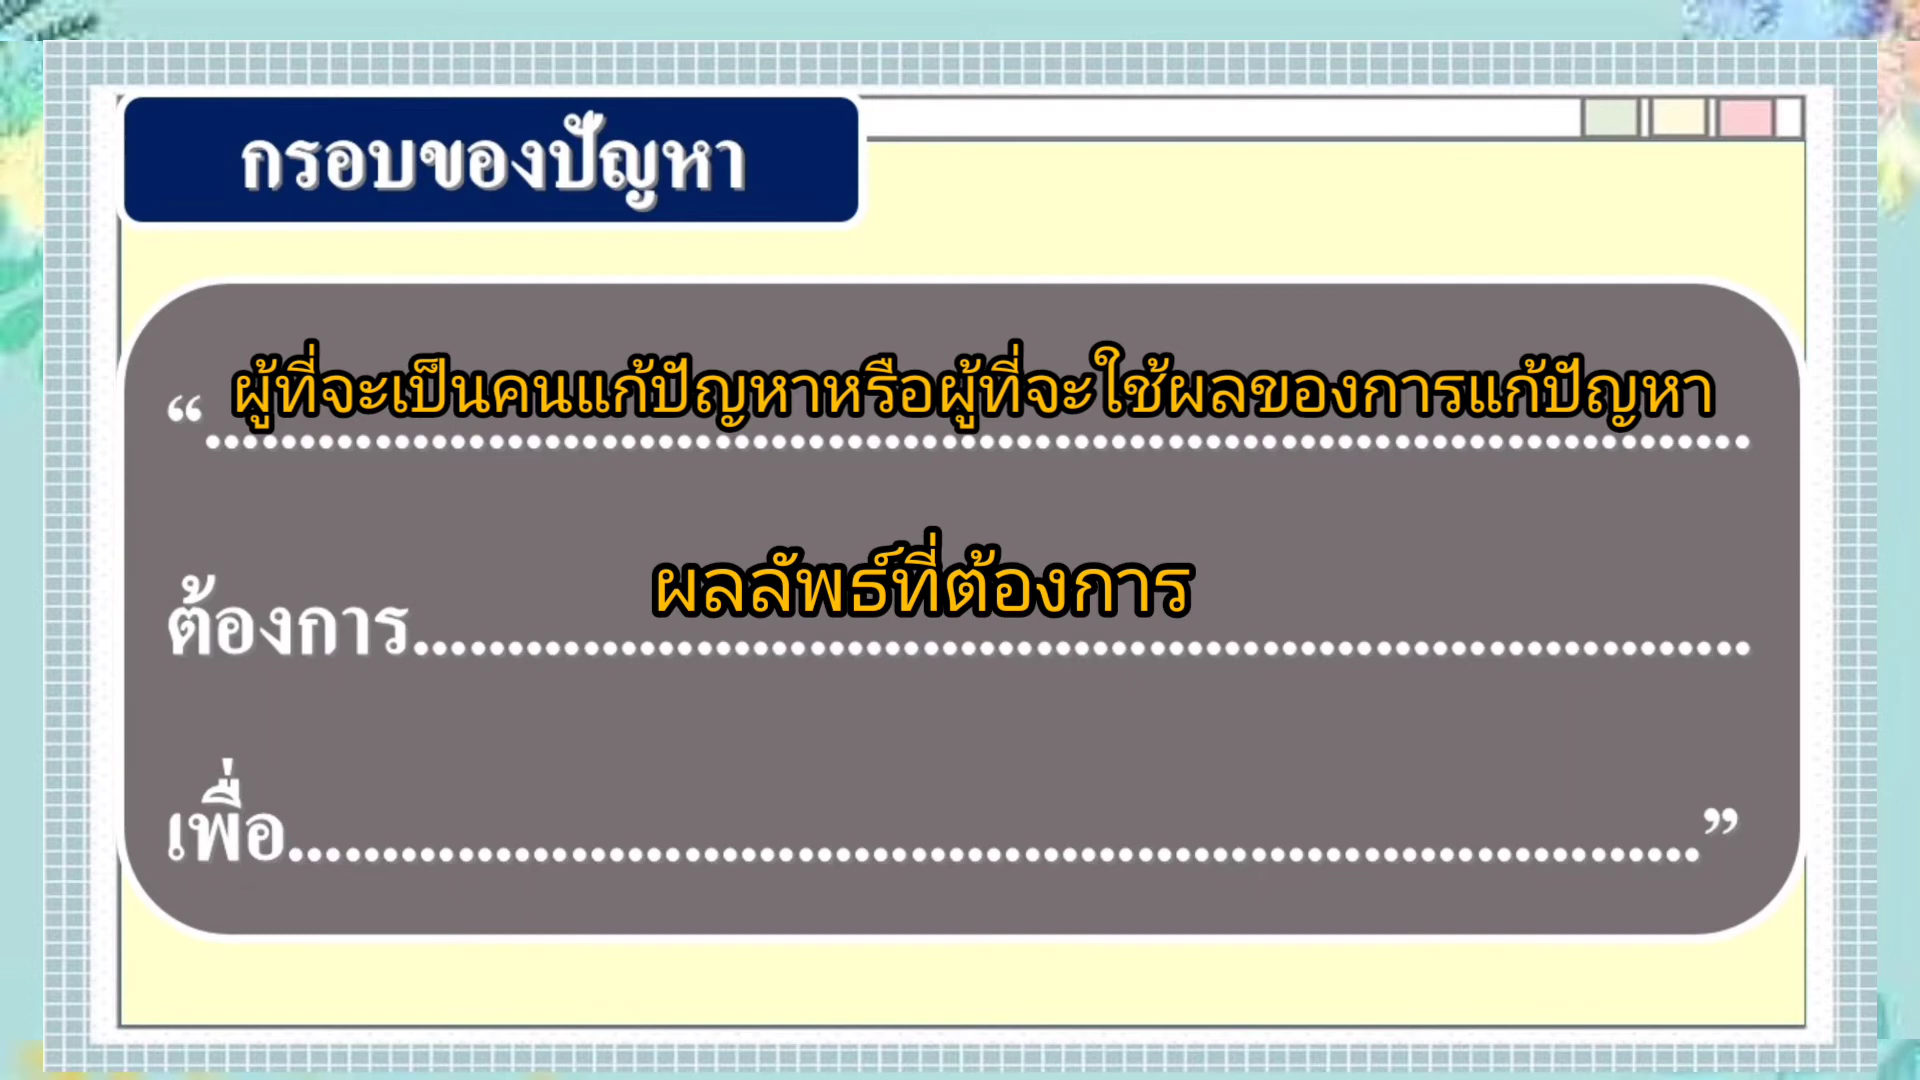 กรอบของปัญหา
“ ผู้ที่จะเป็นคนแก้ปัญหาหรือผู้ที่จะใช้ผลของการแก้ปัญหา
ต้องการ ผลลัพธ์ที่ต้องการ
เพื่อ.......................................................................”